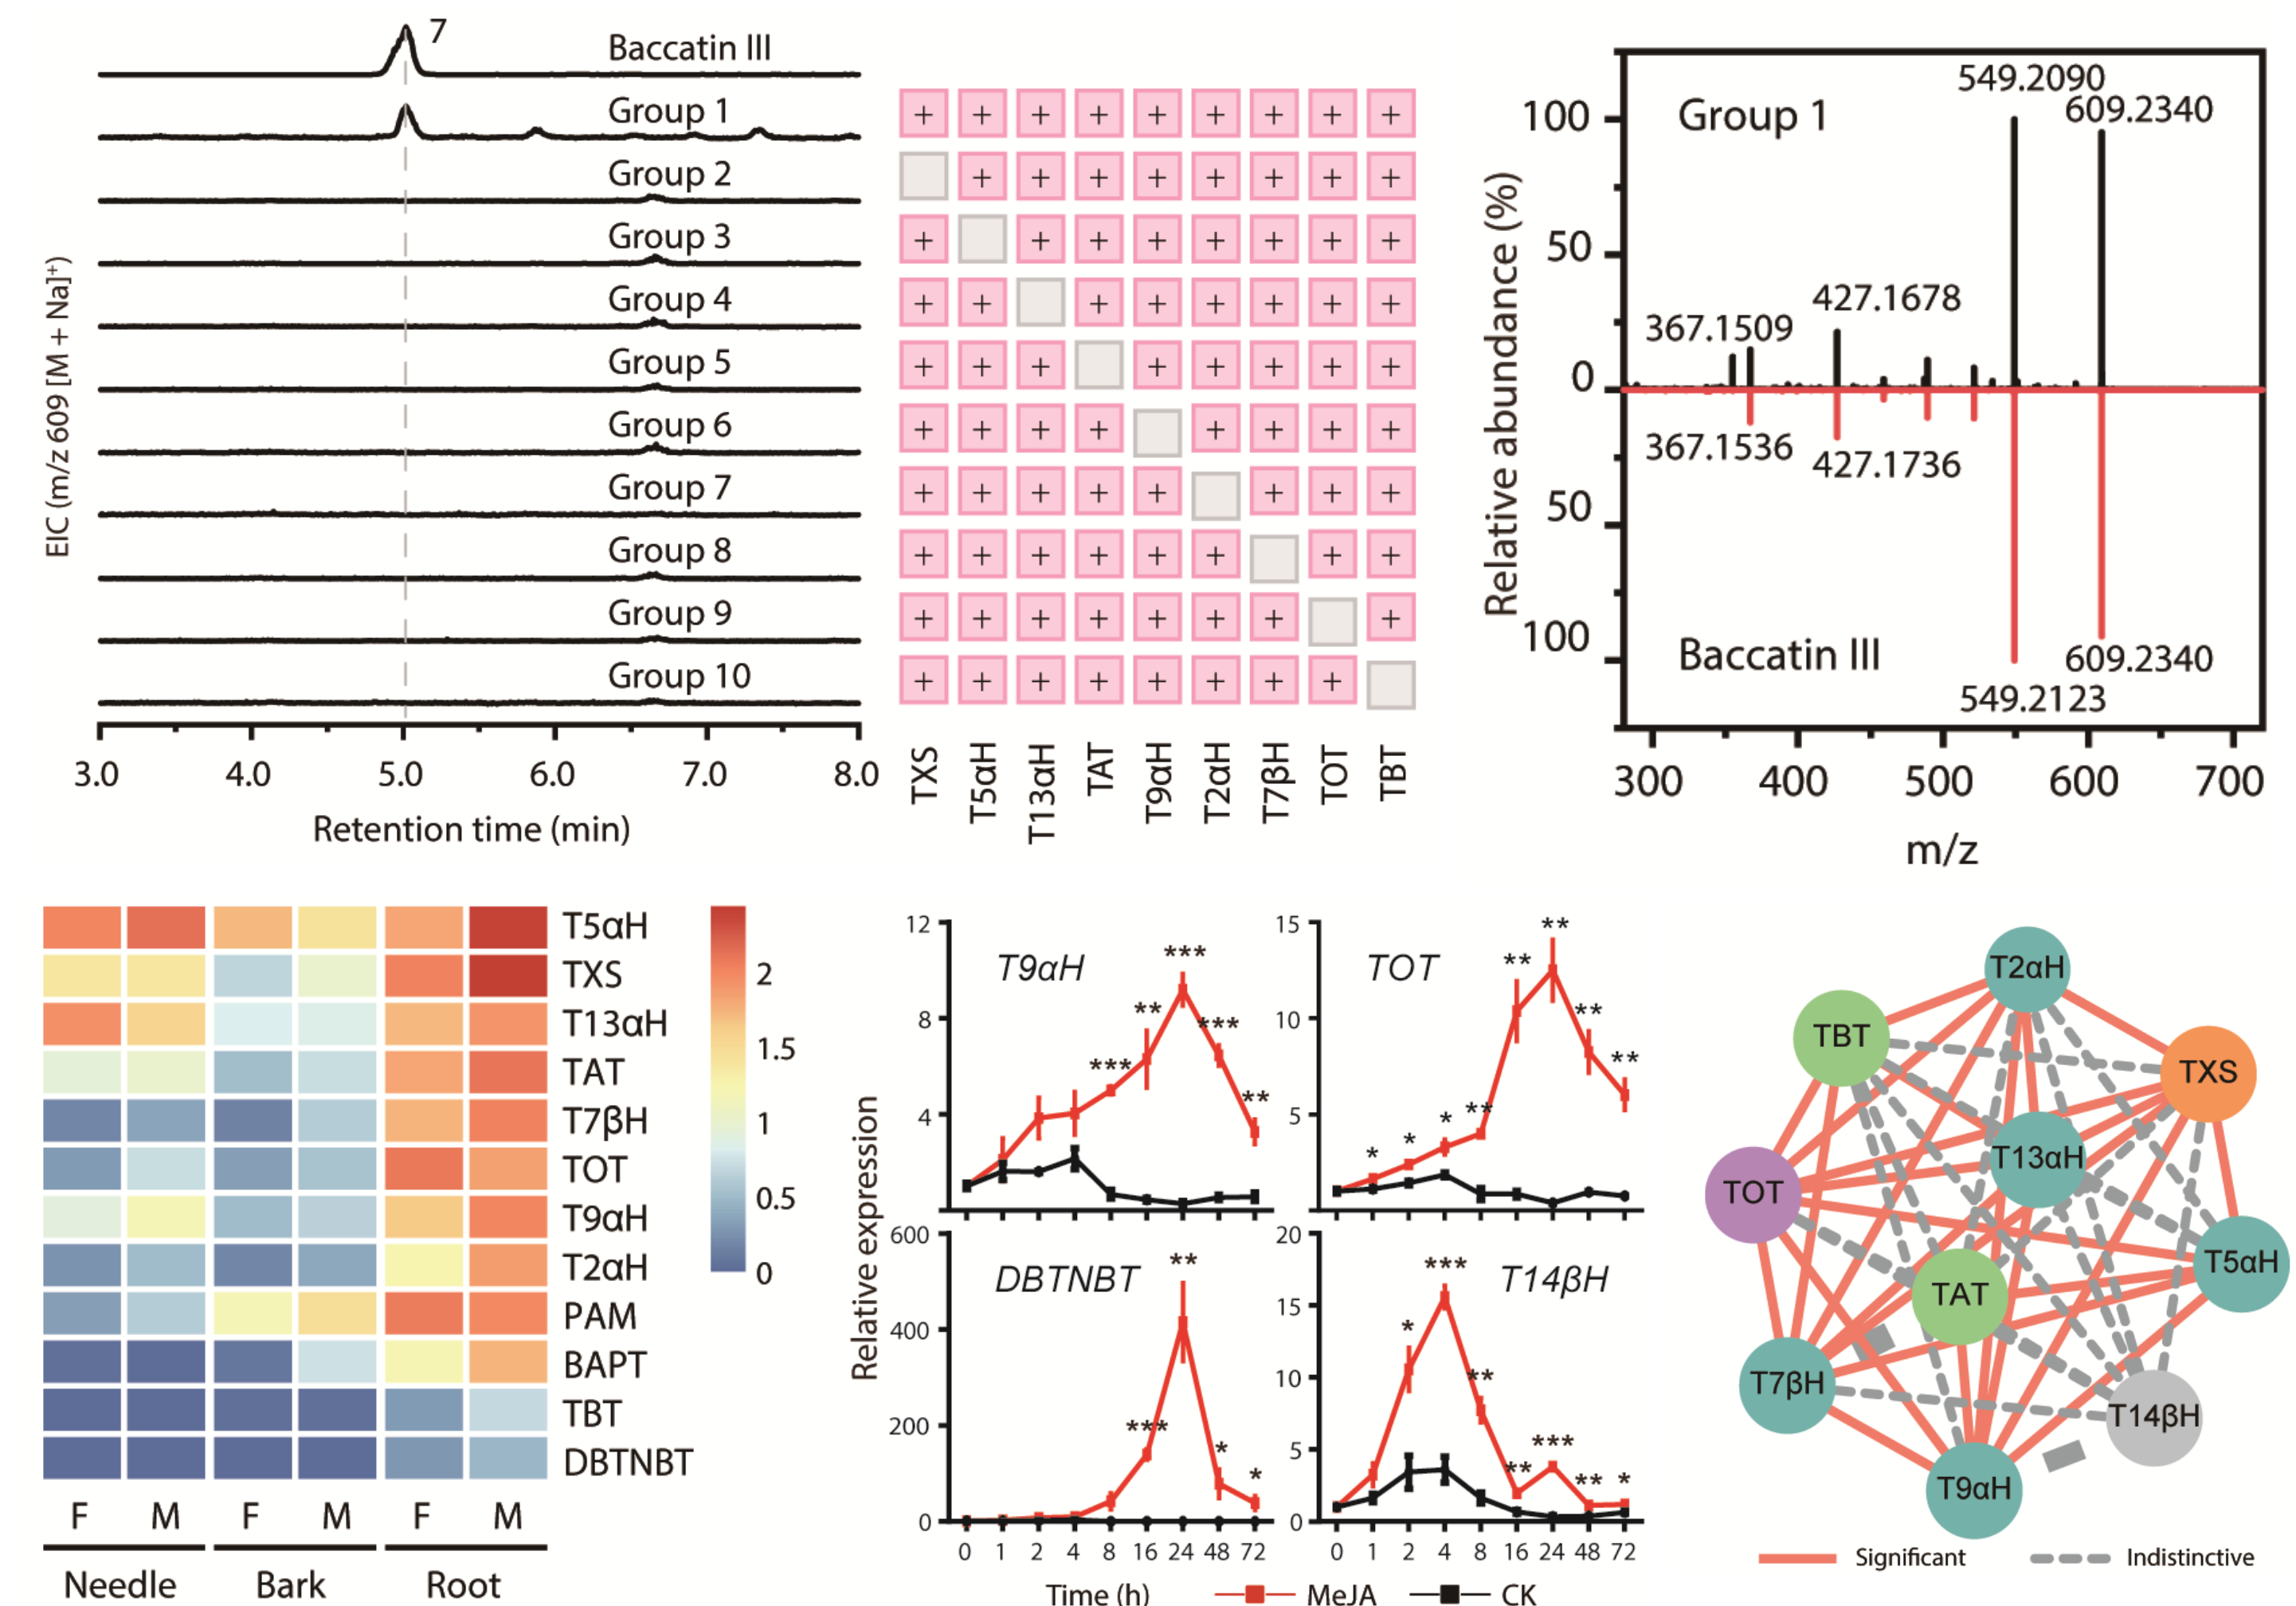 7
Baccatin III
Group 1
Group 2
Group 3
Group 4
Group 5
Group 6
Group 7
Group 8
Group 9
Group 10
EIC (m/z 609 [M + Na]⁺)
3.0 4.0 5.0 6.0 7.0 8.0
Retention time (min)
+ + + + + + + + +
+ + + + + + + +
+ + + + + + + +
+ + + + + + + +
+ + + + + + + +
+ + + + + + + +
+ + + + + + + +
+ + + + + + + +
+ + + + + + + +
+ + + + + + + +
TXS T5αH T13αH TAT T9αH T2αH T7βH TOT TBT
Relative abundance (%)
100
50
0
50
100
Group 1
549.2090
609.2340
427.1678
367.1509
367.1536
427.1736
Baccatin III
609.2340
549.2123
300 400 500 600 700
m/z
T5αH
TXS
T13αH
TAT
T7βH
TOT
T9αH
T2αH
PAM
BAPT
TBT
DBTNBT
2
1.5
1
0.5
0
F M F M F M
Needle Bark Root
Relative expression
12
8
4
T9αH
*** ** *** *** **
15
10
5
TOT
* * * ** ** ** ** **
600
400
200
0
DBTNBT
*** ** * *
0 1 2 4 8 16 24 48 72
20
15
10
5
0
T14βH
* *** ** ** *** ** *
0 1 2 4 8 16 24 48 72
Time (h) MeJA CK
T2αH
TBT
TXS
T13αH
TOT
T5αH
TAT
T7βH
T14βH
T9αH
Significant Indistinctive